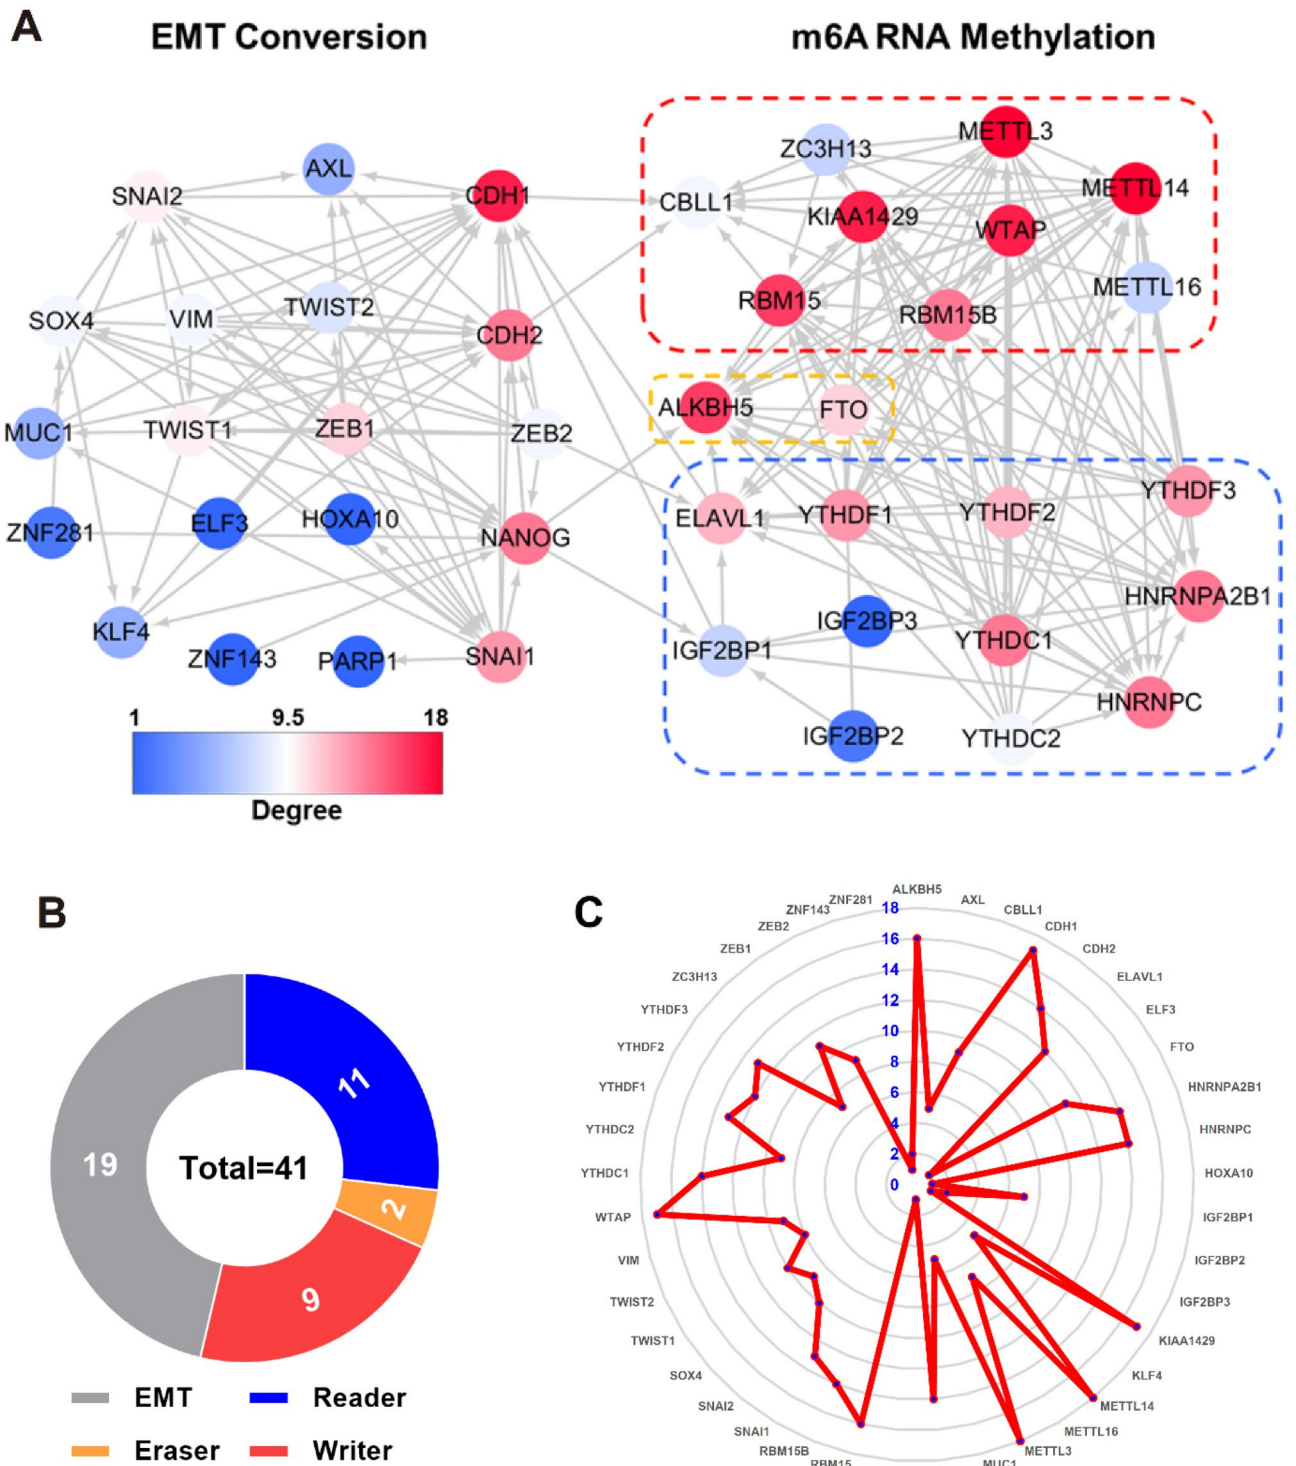 A
EMT Conversion
m6A RNA Methylation
METTL3
ZC3H13
AXL
METTL14
SNAI2
CDH1
CBLL1
KIAA1429
WTAP
METTL16
RBM15
TWIST2
RBM15B
SOX4
VIM
CDH2
ALKBH5
FTO
MUC1
TWIST1
ZEB1
ZEB2
YTHDF3
ELAVL1
YTHDF1
YTHDF2
ZNF281
ELF3
HOXA10
NANOG
HNRNPA2B1
IGF2BP3
KLF4
YTHDC1
IGF2BP1
ZNF143
PARP1
SNAI1
HNRNPC
IGF2BP2
YTHDC2
1 9.5 18
Degree
B
19
11
2
9
Total=41
EMT
Reader
Eraser
Writer
C
ALKBH5
AXL
CBLL1
CDH1
CDH2
ELAVL1
ELF3
FTO
HNRNPA2B1
HNRNPC
HOXA10
IGF2BP1
IGF2BP2
IGF2BP3
KIAA1429
KLF4
METTL14
METTL16
METTL3
MUC1
RBM15
RBM15B
SNAI1
SNAI2
SOX4
TWIST1
TWIST2
VIM
WTAP
YTHDC1
YTHDC2
YTHDF1
YTHDF2
YTHDF3
ZC3H13
ZEB1
ZEB2
ZNF143
ZNF281
18
16
14
12
10
8
6
4
2
0